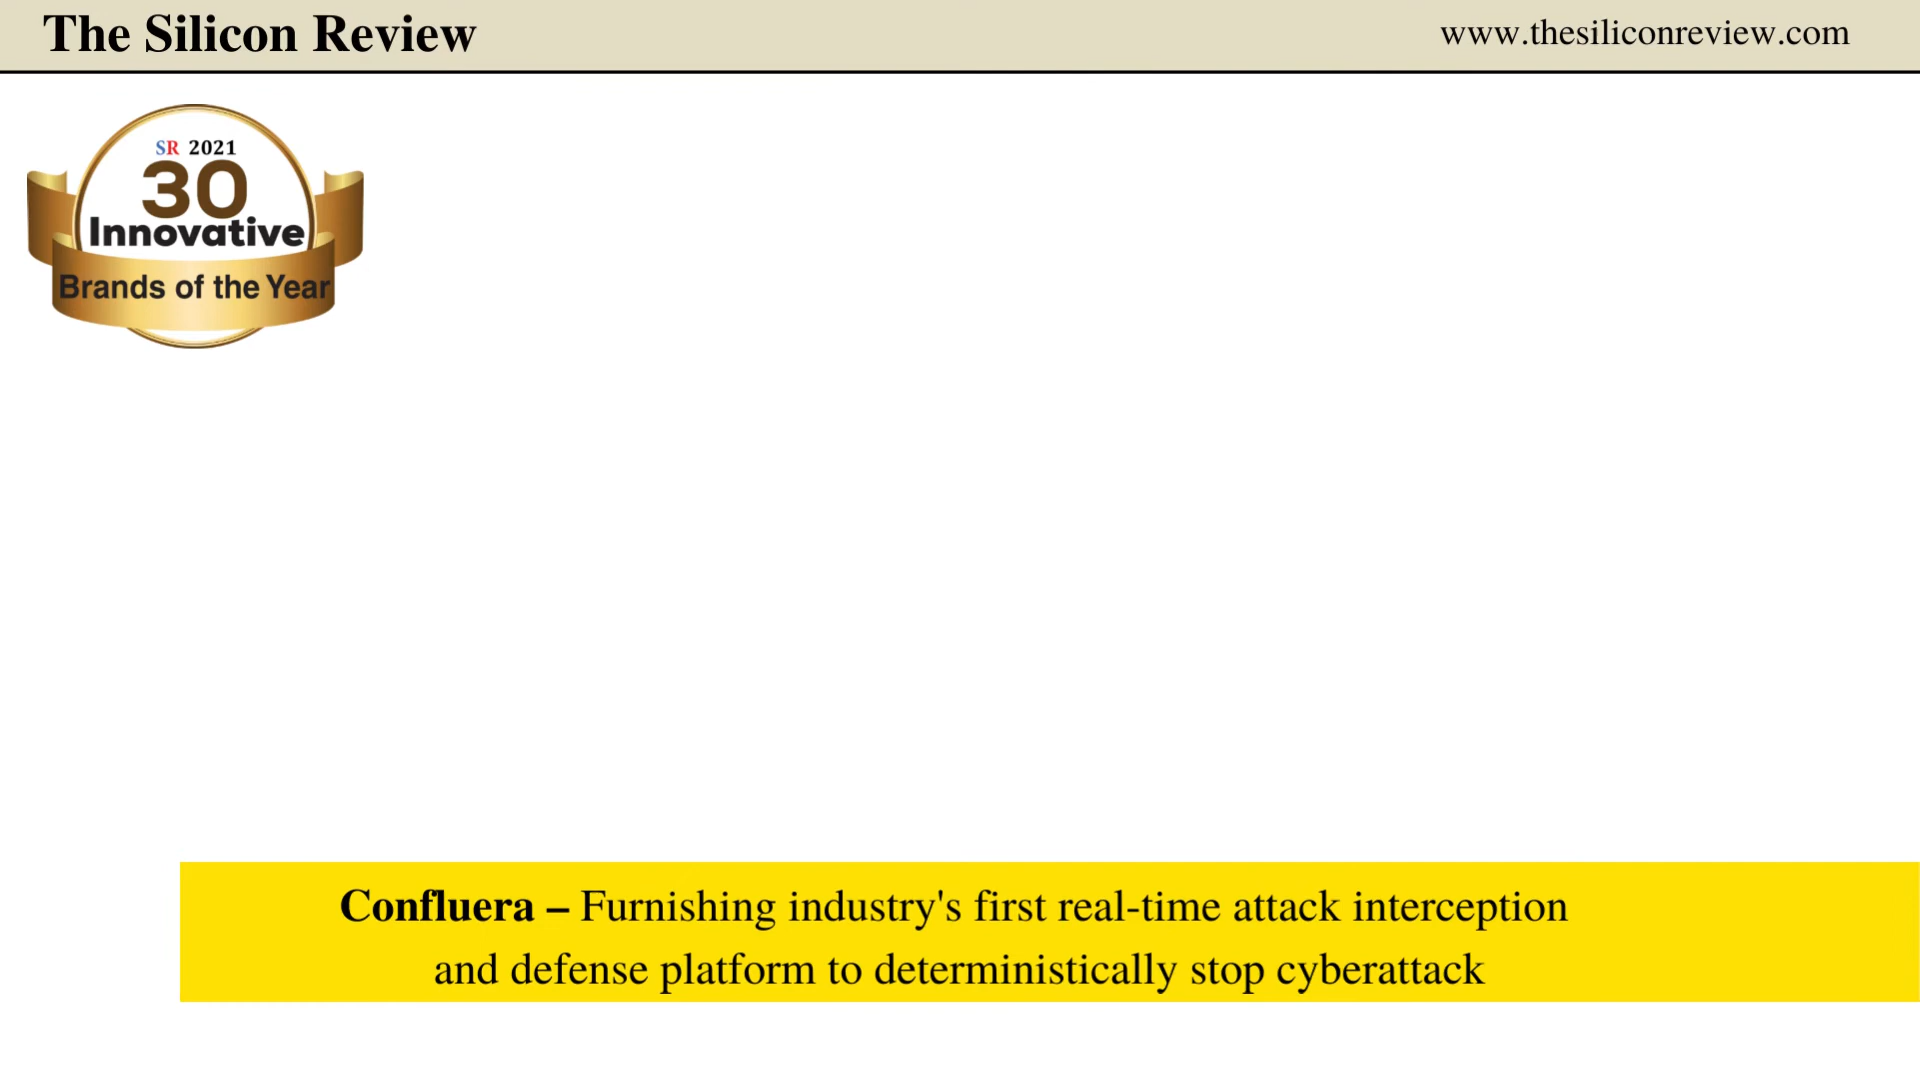 The Silicon Review
www.thesiliconreview.com
SR 2021
30
Innovative
Brands of the Year
Confluera – Furnishing industry's first real-time attack interception
and defense platform to deterministically stop cyberattack